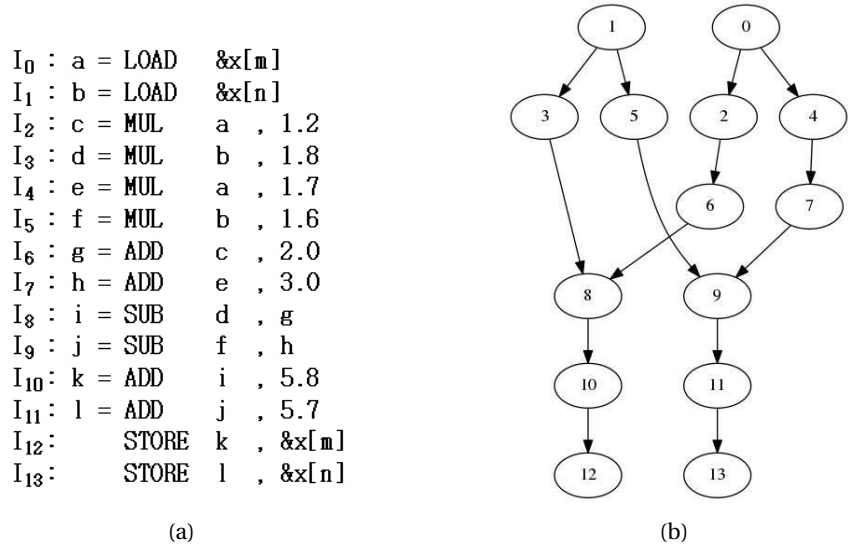 I0 : a = LOAD &x[m]
I1 : b = LOAD &x[n]
I2 : c = MUL a , 1.2
I3 : d = MUL b , 1.8
I4 : e = MUL a , 1.7
I5 : f = MUL b , 1.6
I6 : g = ADD c , 2.0
I7 : h = ADD e , 3.0
I8 : i = SUB d , g
I9 : j = SUB f , h
I10: k = ADD i , 5.8
I11: l = ADD j , 5.7
I12: STORE k , &x[m]
I13: STORE l , &x[n]
(a)
1 0
3 5 2 4
6 7
8 9
10 11
12 13
(b)